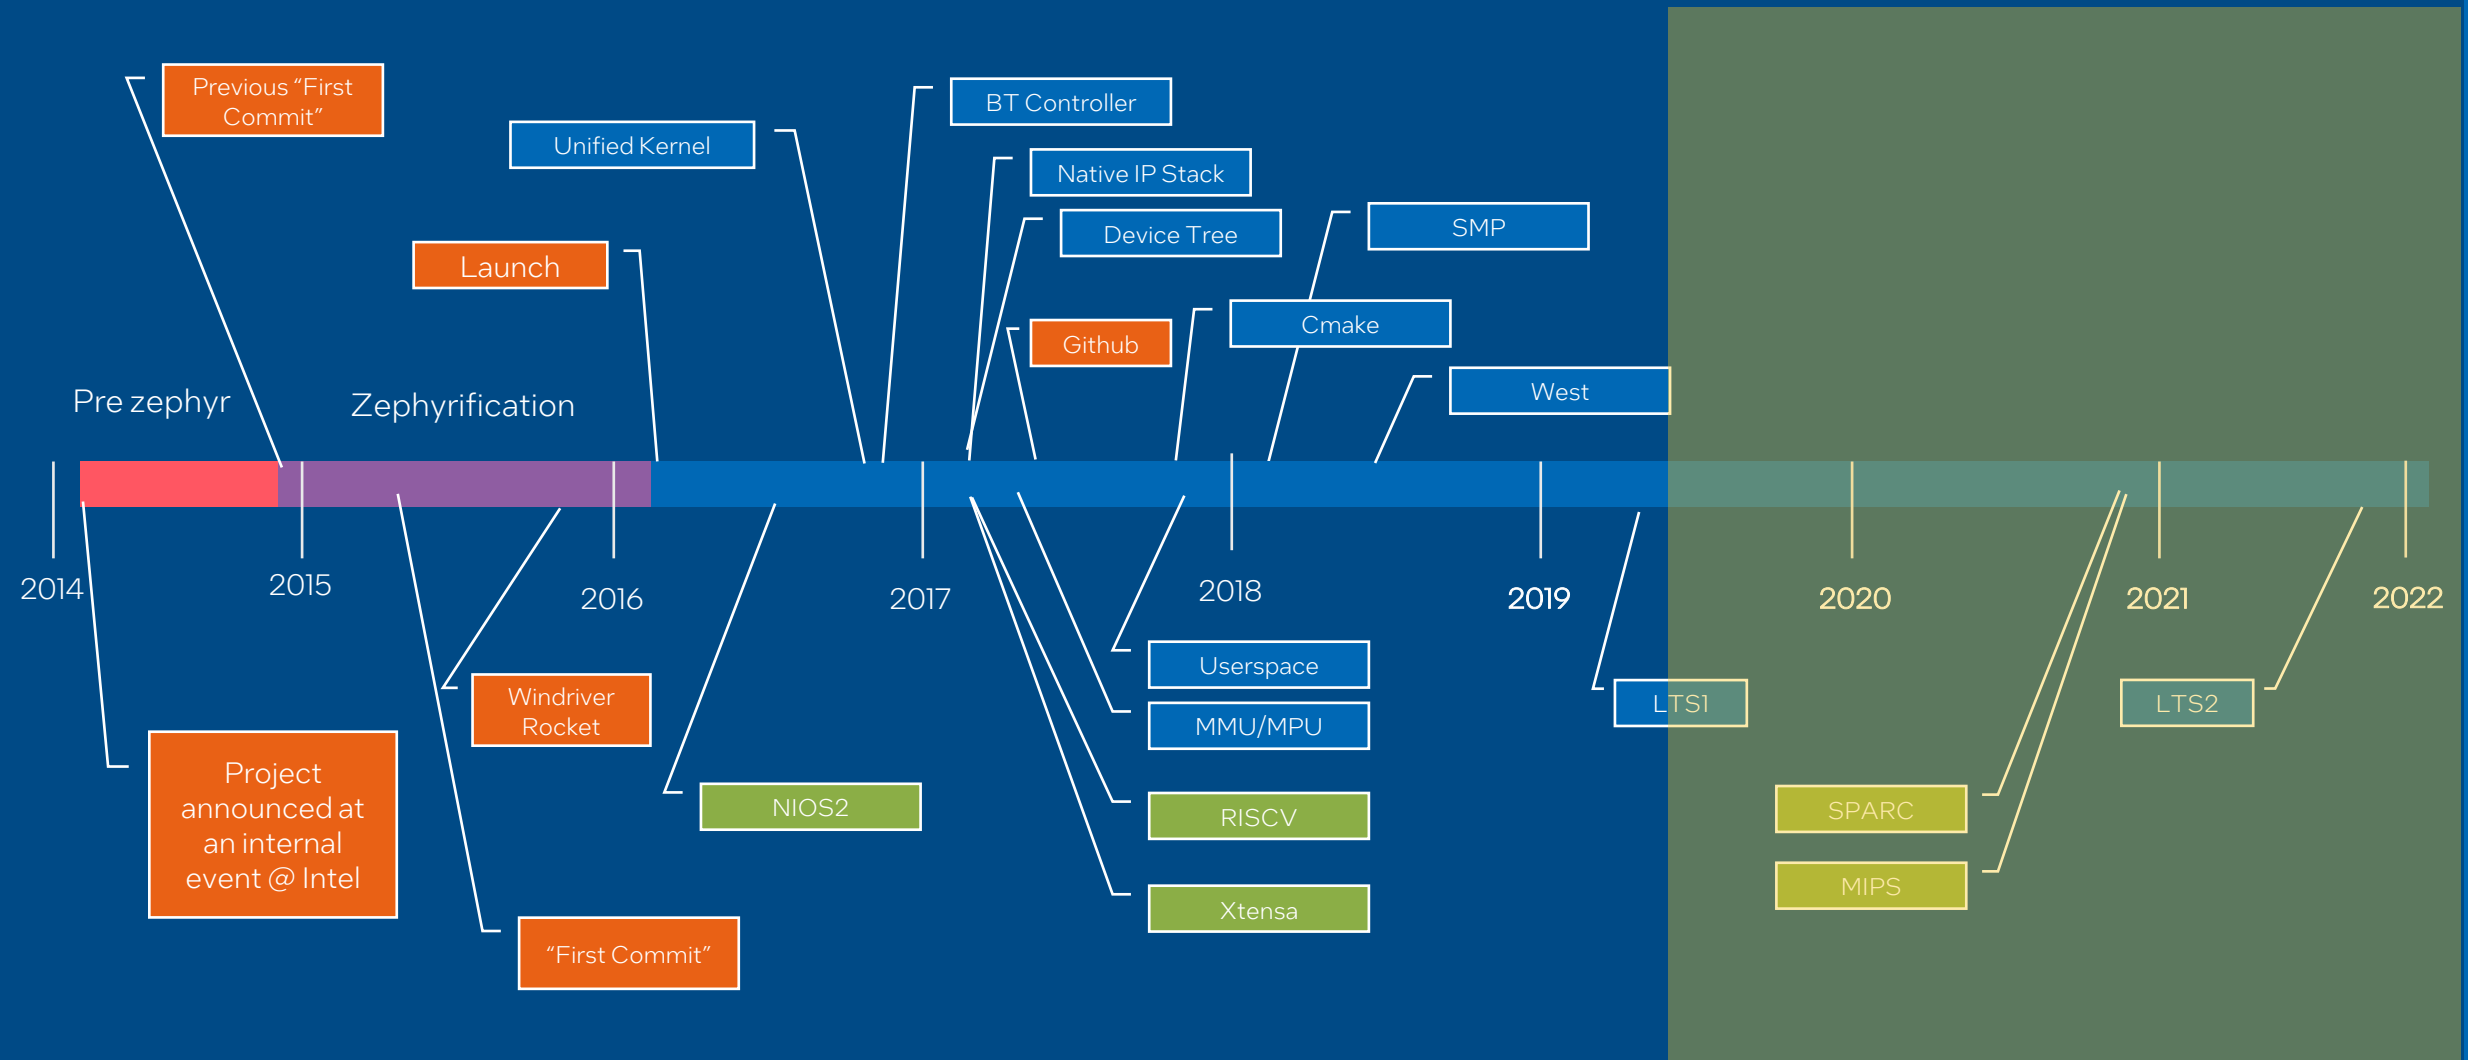 Previous “First
Commit”
BT Controller
Unified Kernel
Native IP Stack
Device Tree
SMP
Launch
Cmake
Github
West
Pre zephyr
Zephyrification
2014
2015
2016
2017
2018
2019
2020
2021
2022
Userspace
Windriver
Rocket
MMU/MPU
LTS1
LTS2
Project
announced at
an internal
event @ Intel
NIOS2
RISCV
SPARC
Xtensa
MIPS
“First Commit”